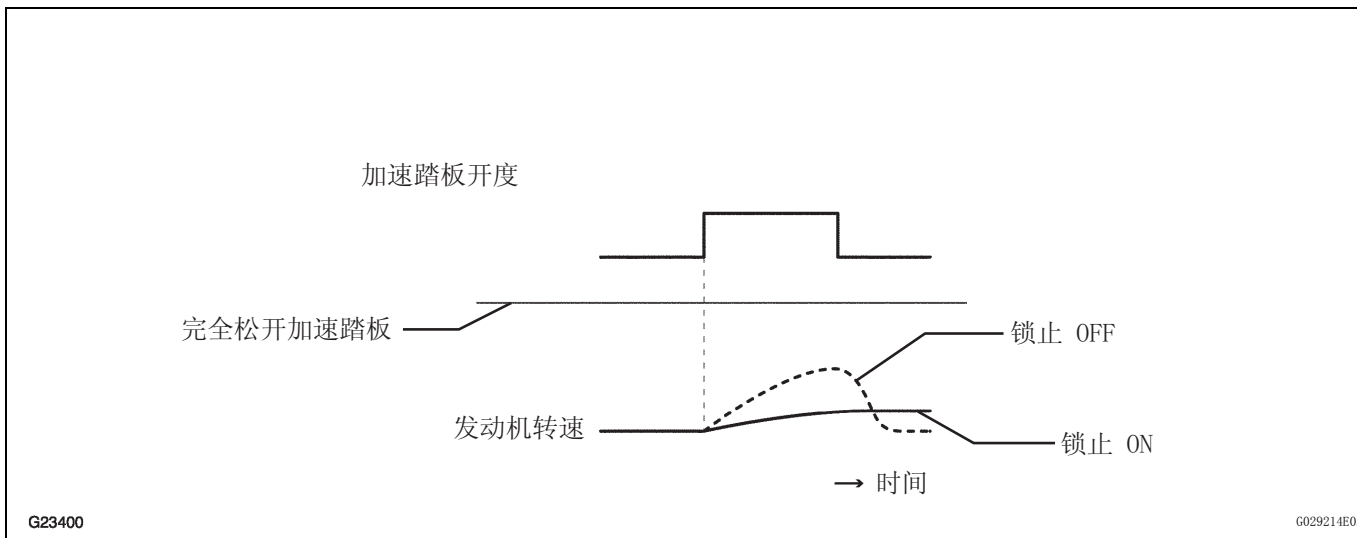 加速踏板开度
完全松开加速踏板
锁止 OFF
发动机转速
锁止 ON
→ 时间
G23400
G029214E0